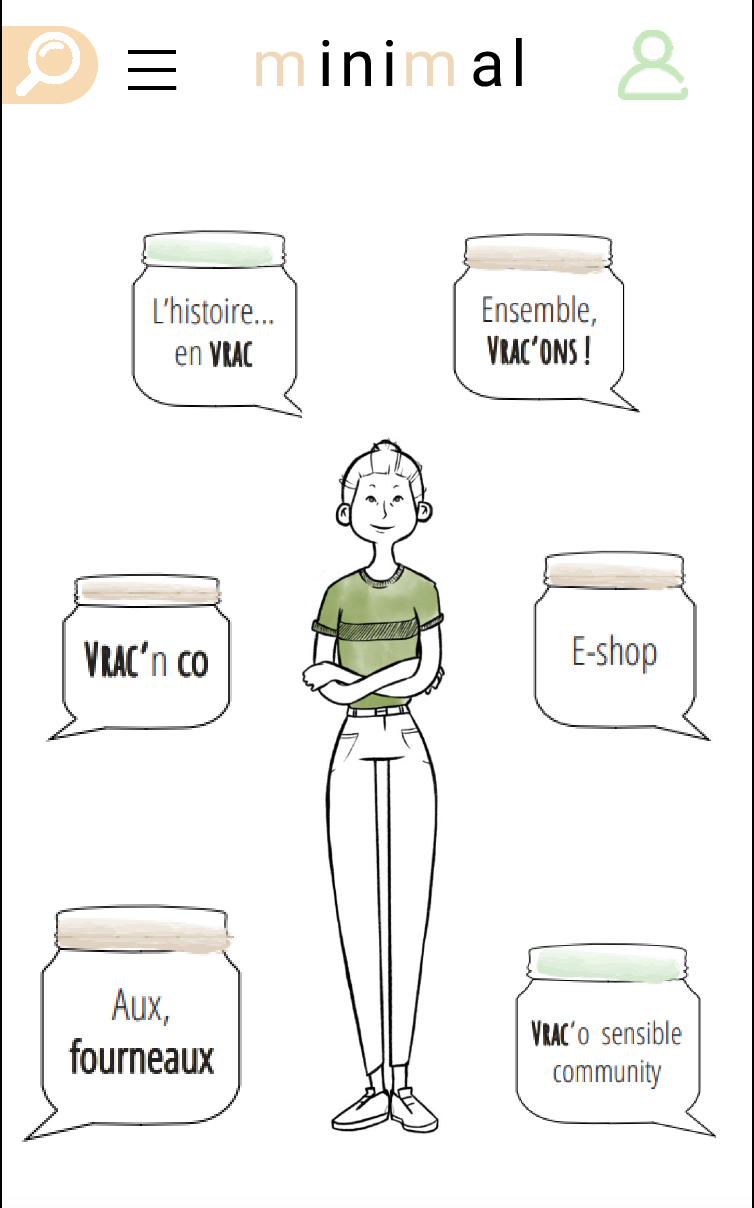 minimal
L'histoire...
en VRAC
Ensemble,
VRAC'ONS !
VRAC'n co
E-shop
Aux,
fourneaux
VRAC'o sensible
community